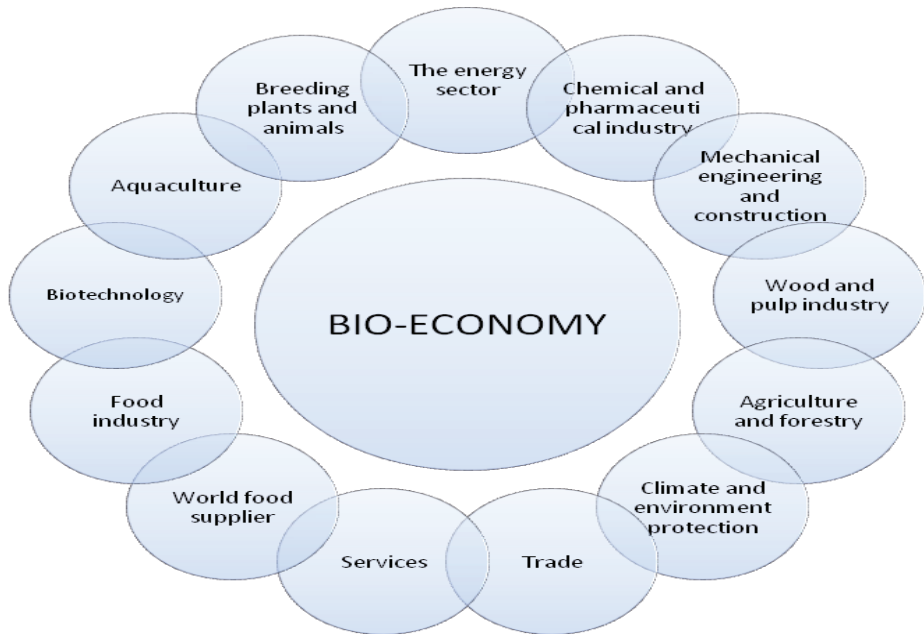 The energy
sector
Chemical and
pharmaceuti
cal industry
Mechanical
engineering
and
construction
Wood and
pulp industry
Agriculture
and forestry
Climate and
environment
protection
Trade
Services
World food
supplier
Food
industry
Biotechnology
Aquaculture
Breeding
plants and
animals
BIO-ECONOMY